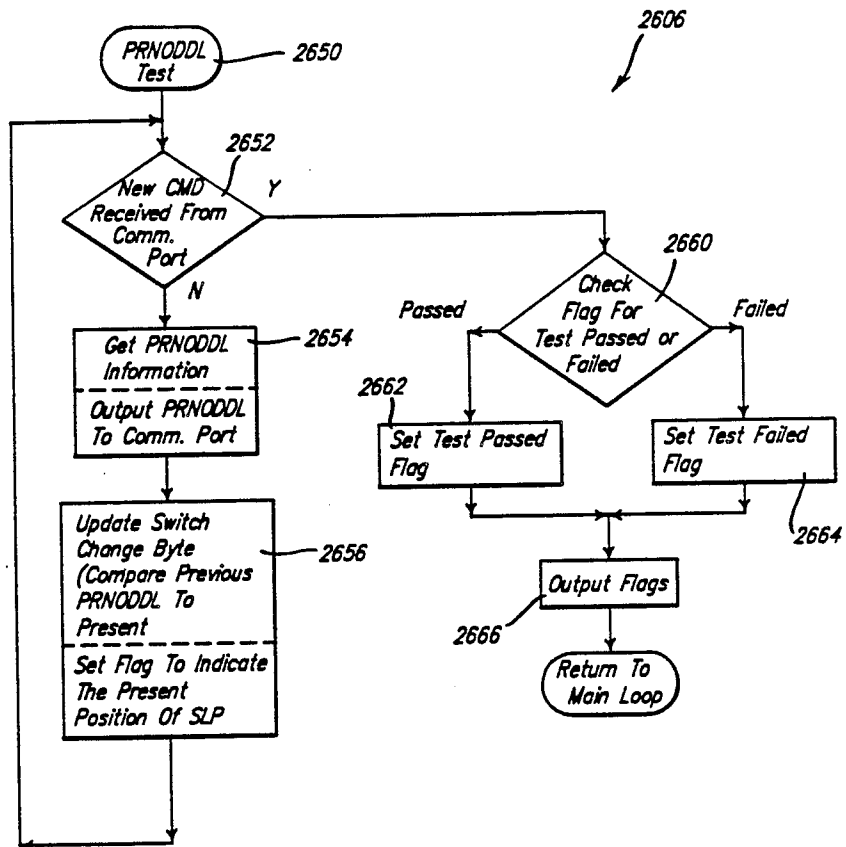 2606
PRNODDL
Test
2650
2652
New CMD
Received From
Comm.
Port
Y
N
2660
Check
Flag For
Test Passed or
Failed
Passed
Failed
Get PRNODDL
Information
2654
Output PRNODDL
To Comm. Port
2662
Set Test Passed
Flag
Set Test Failed
Flag
2664
Update Switch
Change Byte
(Compare Previous
PRNODDL To
Present
2656
Set Flag To Indicate
The Present
Position Of SLP
Output Flags
2666
Return To
Main Loop